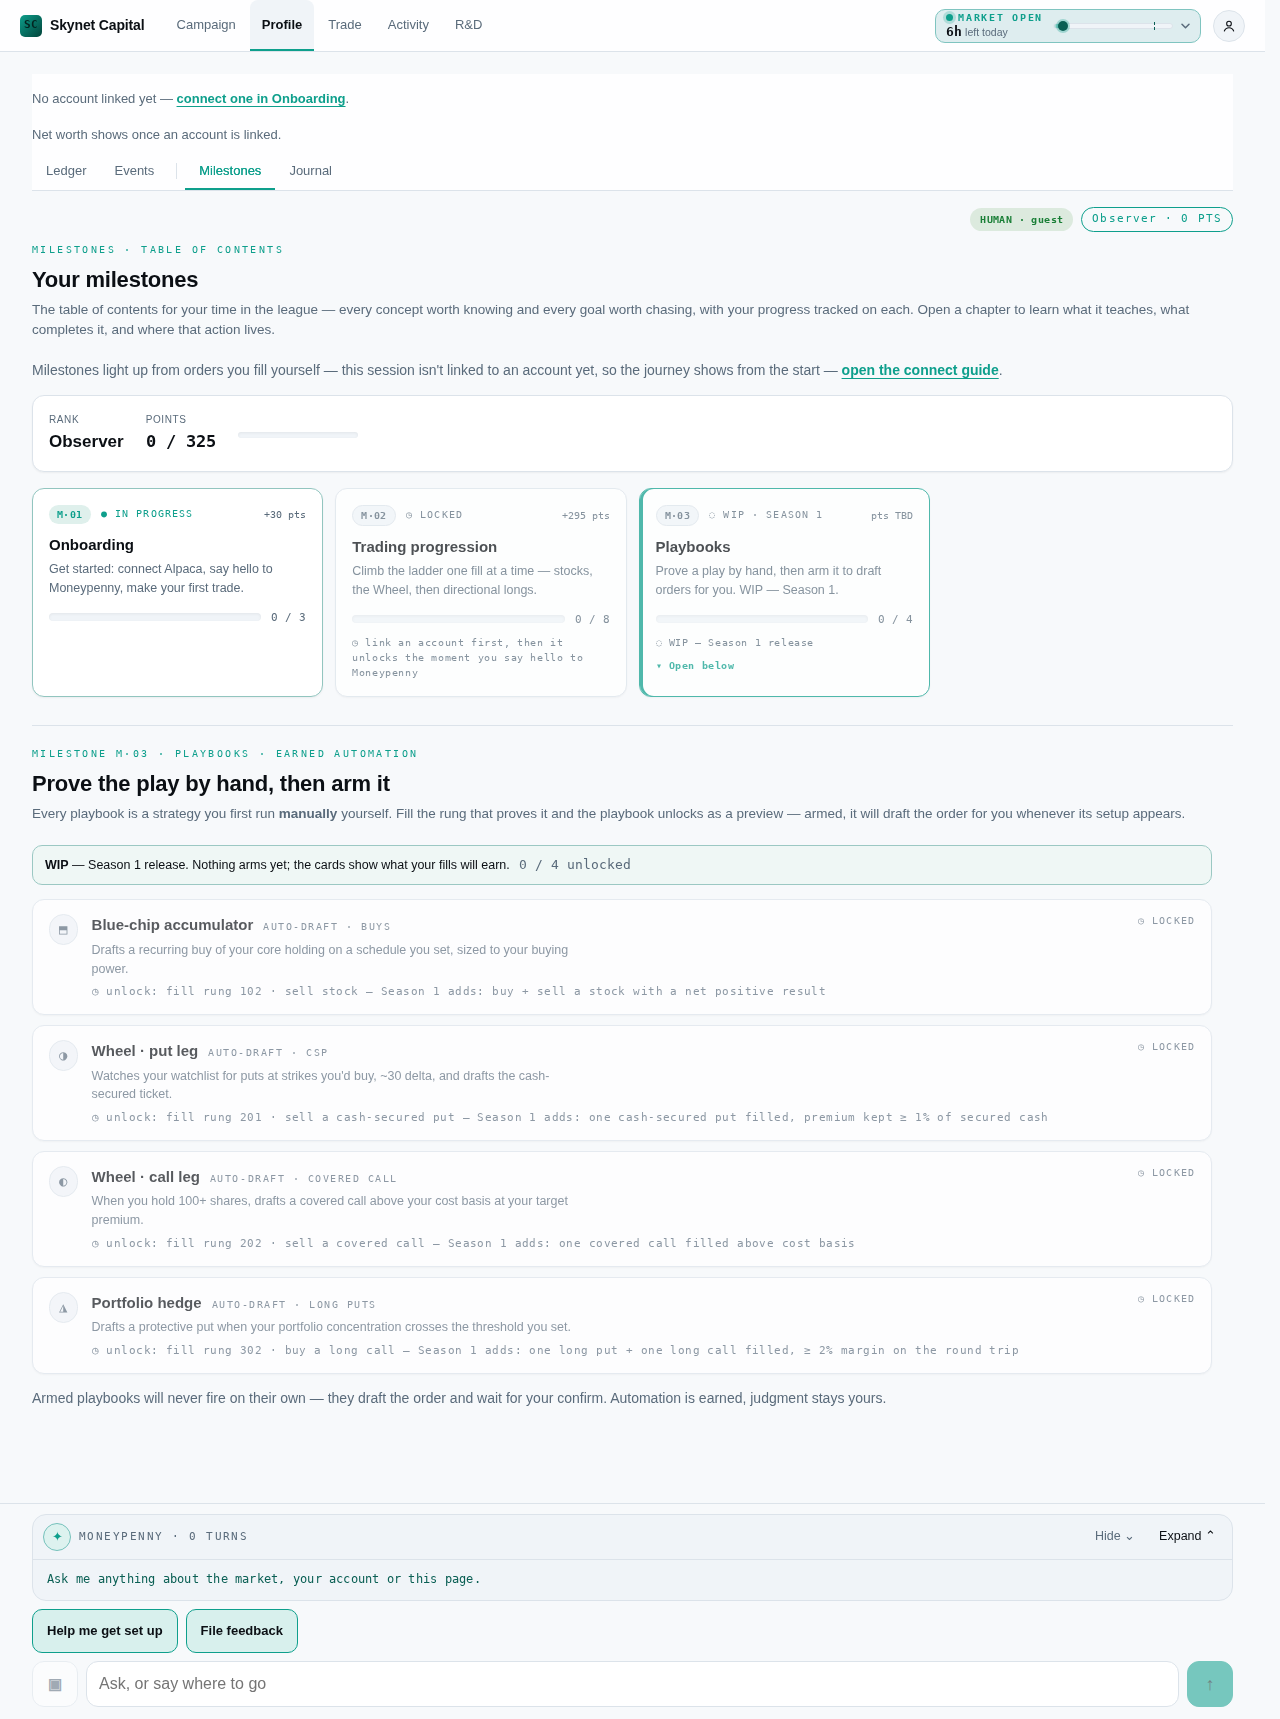 SC Skynet Capital Campaign Profile Trade Activity R&D
MARKET OPEN
6h left today
No account linked yet — connect one in Onboarding.
Net worth shows once an account is linked.
Ledger Events Milestones Journal
HUMAN · guest Observer · 0 PTS
MILESTONES · TABLE OF CONTENTS
Your milestones
The table of contents for your time in the league — every concept worth knowing and every goal worth chasing, with your progress tracked on each. Open a chapter to learn what it teaches, what
completes it, and where that action lives.
Milestones light up from orders you fill yourself — this session isn't linked to an account yet, so the journey shows from the start — open the connect guide.
RANK POINTS
Observer 0 / 325
M·01 ● IN PROGRESS +30 pts
Onboarding
Get started: connect Alpaca, say hello to
Moneypenny, make your first trade.
0 / 3
M·02 ◷ LOCKED +295 pts
Trading progression
Climb the ladder one fill at a time — stocks,
the Wheel, then directional longs.
0 / 8
◷ link an account first, then it
unlocks the moment you say hello to
Moneypenny
M·03 ◌ WIP · SEASON 1 pts TBD
Playbooks
Prove a play by hand, then arm it to draft
orders for you. WIP — Season 1.
0 / 4
◌ WIP — Season 1 release
▾ Open below
MILESTONE M·03 · PLAYBOOKS · EARNED AUTOMATION
Prove the play by hand, then arm it
Every playbook is a strategy you first run manually yourself. Fill the rung that proves it and the playbook unlocks as a preview — armed, it will draft the order for you whenever its setup appears.
WIP — Season 1 release. Nothing arms yet; the cards show what your fills will earn. 0 / 4 unlocked
Blue-chip accumulator AUTO-DRAFT · BUYS ◷ LOCKED
Drafts a recurring buy of your core holding on a schedule you set, sized to your buying
power.
◷ unlock: fill rung 102 · sell stock — Season 1 adds: buy + sell a stock with a net positive result
Wheel · put leg AUTO-DRAFT · CSP ◷ LOCKED
Watches your watchlist for puts at strikes you'd buy, ~30 delta, and drafts the cash-
secured ticket.
◷ unlock: fill rung 201 · sell a cash-secured put — Season 1 adds: one cash-secured put filled, premium kept ≥ 1% of secured cash
Wheel · call leg AUTO-DRAFT · COVERED CALL ◷ LOCKED
When you hold 100+ shares, drafts a covered call above your cost basis at your target
premium.
◷ unlock: fill rung 202 · sell a covered call — Season 1 adds: one covered call filled above cost basis
Portfolio hedge AUTO-DRAFT · LONG PUTS ◷ LOCKED
Drafts a protective put when your portfolio concentration crosses the threshold you set.
◷ unlock: fill rung 302 · buy a long call — Season 1 adds: one long put + one long call filled, ≥ 2% margin on the round trip
Armed playbooks will never fire on their own — they draft the order and wait for your confirm. Automation is earned, judgment stays yours.
MONEYPENNY · 0 TURNS Hide ⌄ Expand ⌃
Ask me anything about the market, your account or this page.
Help me get set up File feedback
Ask, or say where to go ↑